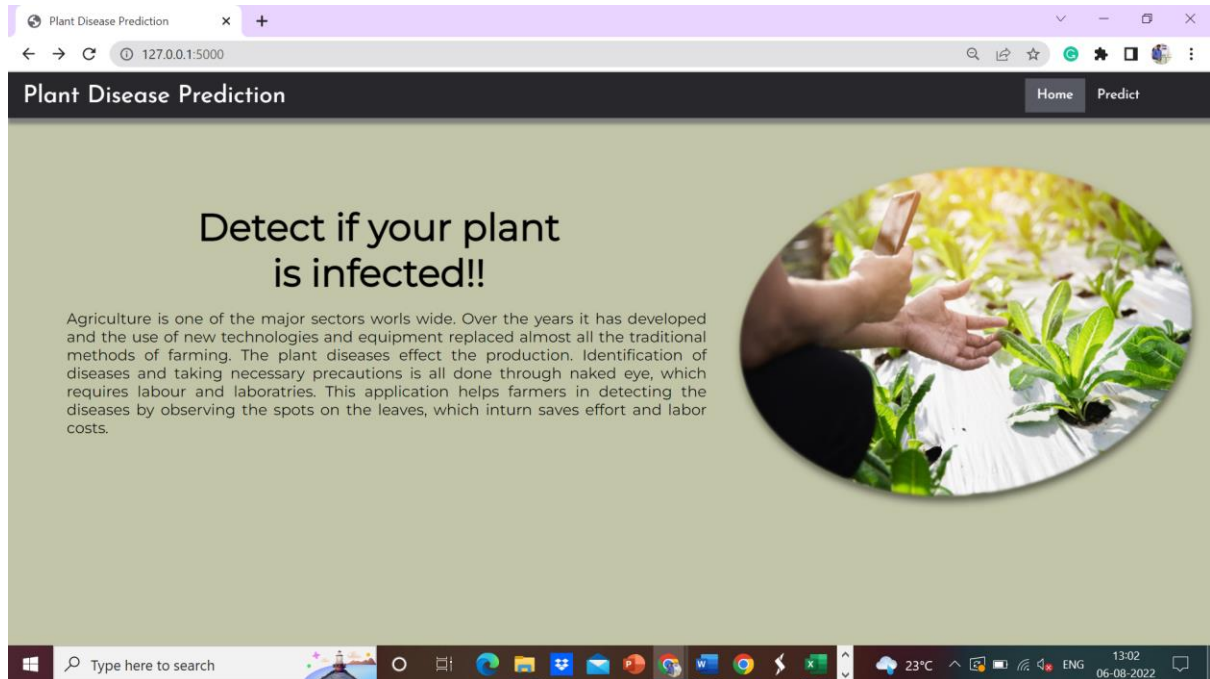 Plant Disease Prediction
127.0.0.1:5000
Plant Disease Prediction
Home Predict
Detect if your plant
is infected!!
Agriculture is one of the major sectors worls wide. Over the years it has developed
and the use of new technologies and equipment replaced almost all the traditional
methods of farming. The plant diseases effect the production. Identification of
diseases and taking necessary precautions is all done through naked eye, which
requires labour and laboratries. This application helps farmers in detecting the
diseases by observing the spots on the leaves, which inturn saves effort and labor
costs.
Type here to search
23°C
ENG
13:02
06-08-2022